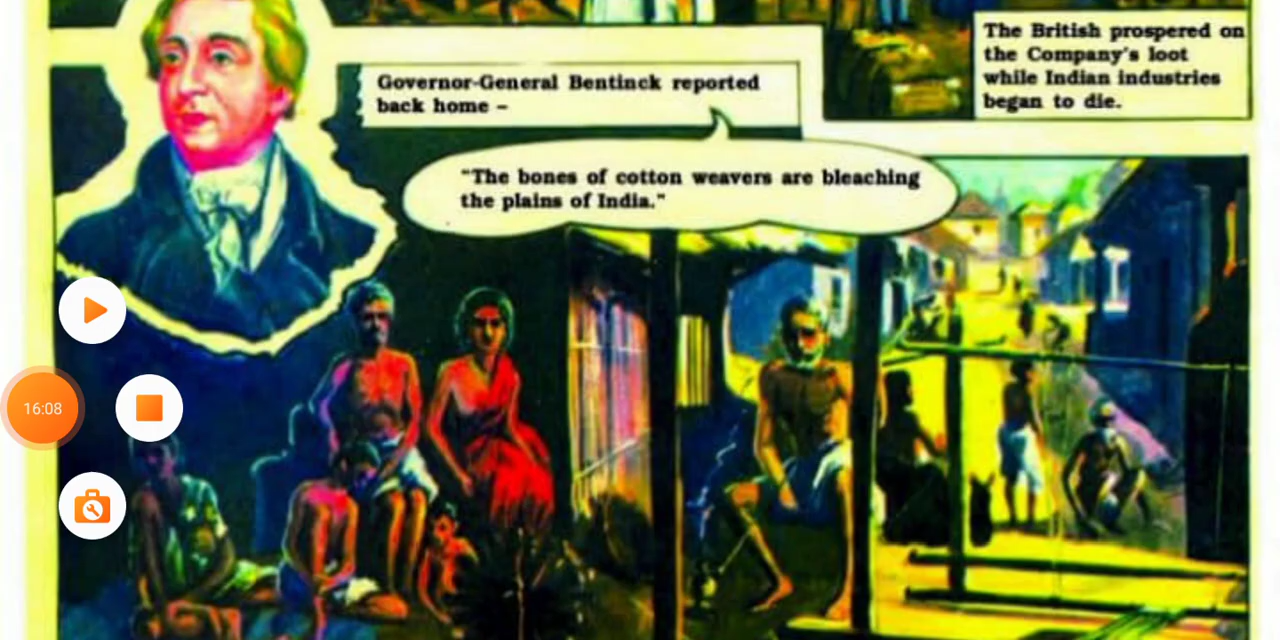 The British prospered on
the Company's loot
while Indian industries
began to die.
Governor-General Bentinck reported
back home –
"The bones of cotton weavers are bleaching
the plains of India."
16:08